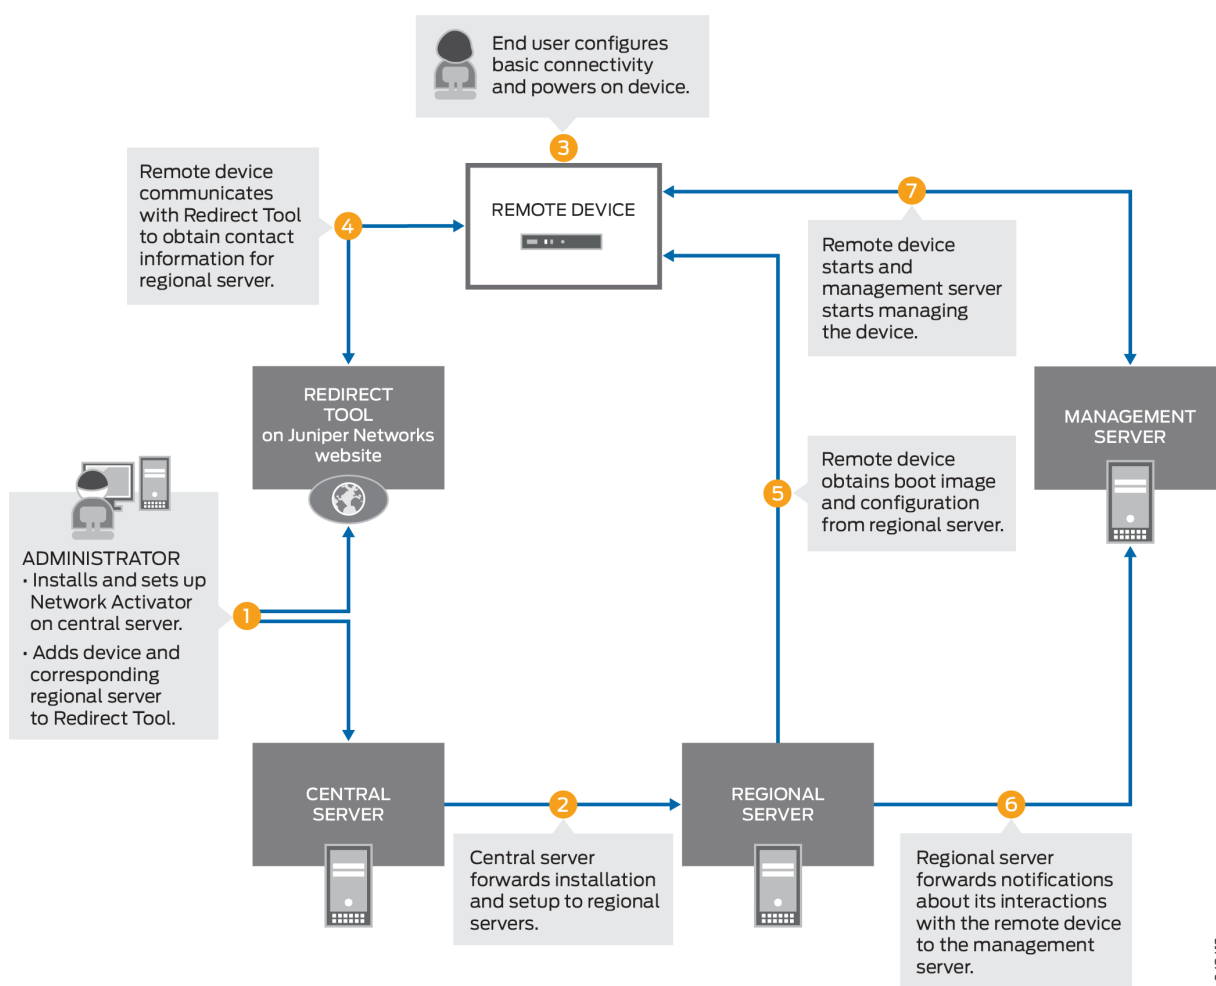 End user configures
basic connectivity
and powers on device.
3
Remote device
communicates
with Redirect Tool
to obtain contact
information for
regional server.
4
REMOTE DEVICE
7
Remote device
starts and
management server
starts managing
the device.
REDIRECT
TOOL
on Juniper Networks
website
MANAGEMENT
SERVER
Remote device
obtains boot image
and configuration
from regional server.
5
ADMINISTRATOR
• Installs and sets up
Network Activator
on central server.
• Adds device and
corresponding
regional server
to Redirect Tool.
1
CENTRAL
SERVER
2
Central server
forwards installation
and setup to regional
servers.
REGIONAL
SERVER
6
Regional server
forwards notifications
about its interactions
with the remote device
to the management
server.